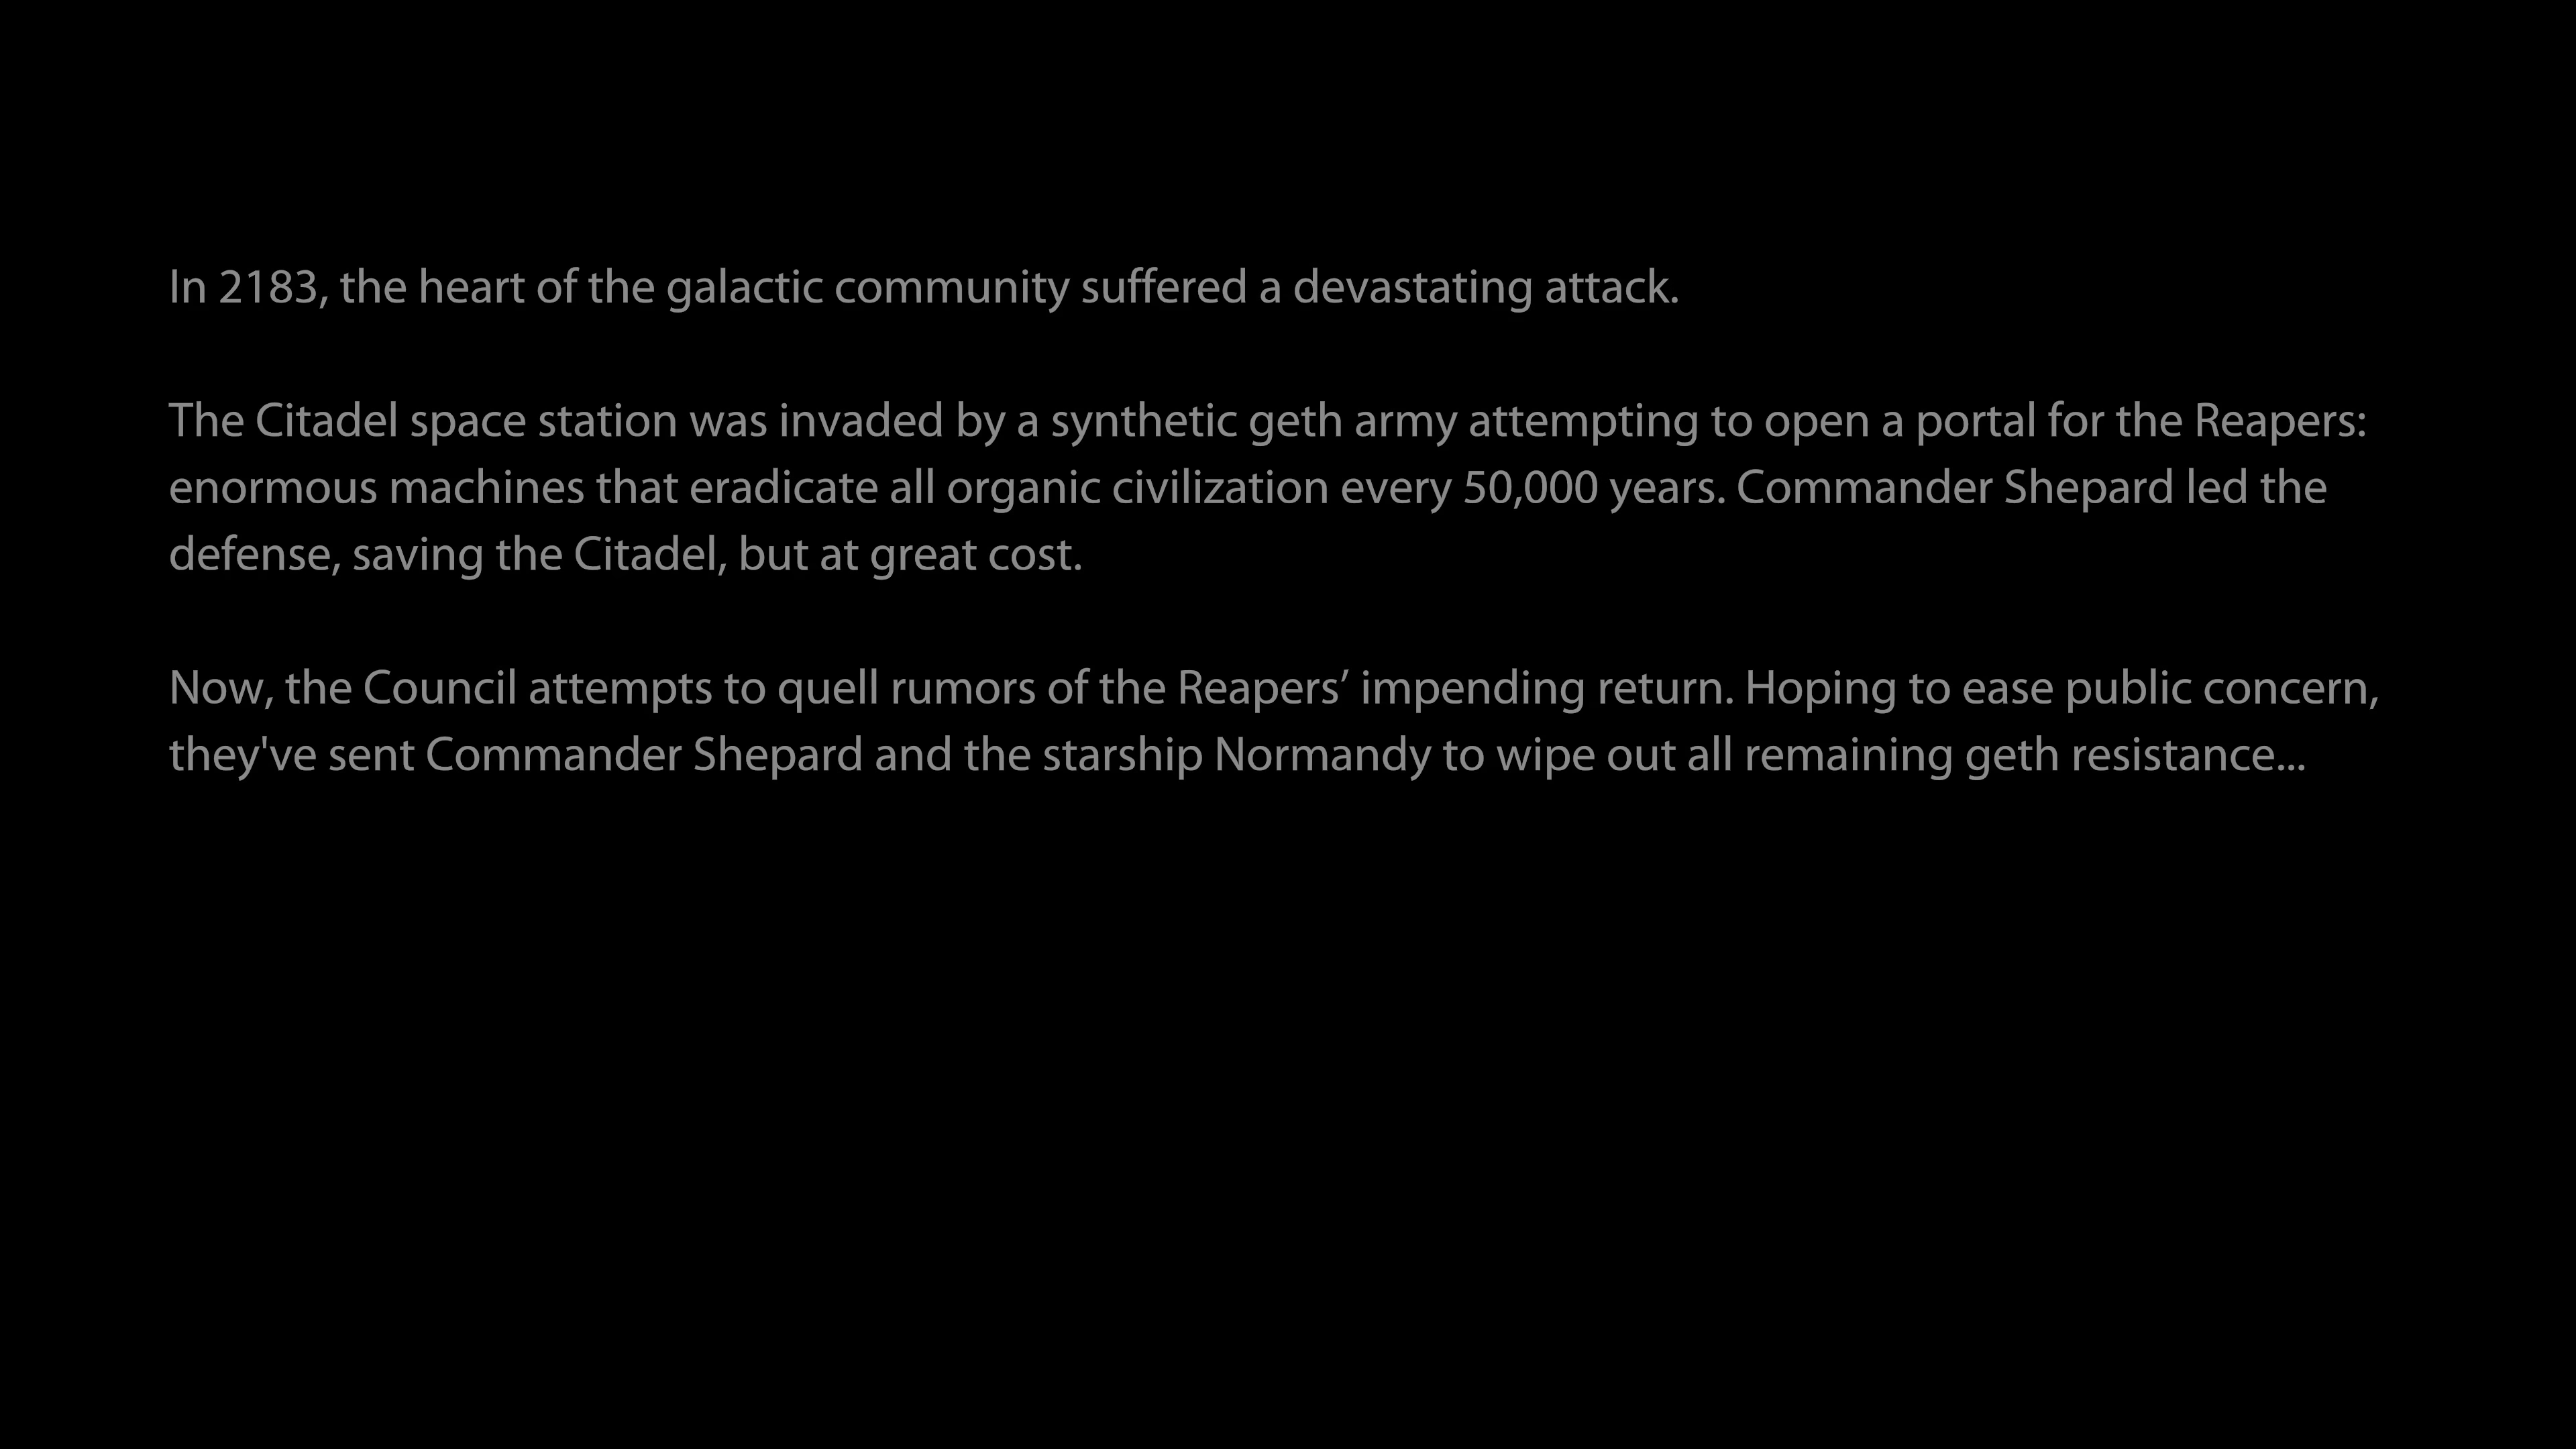 In 2183, the heart of the galactic community suffered a devastating attack.
The Citadel space station was invaded by a synthetic geth army attempting to open a portal for the Reapers:
enormous machines that eradicate all organic civilization every 50,000 years. Commander Shepard led the
defense, saving the Citadel, but at great cost.
Now, the Council attempts to quell rumors of the Reapers’ impending return. Hoping to ease public concern,
they've sent Commander Shepard and the starship Normandy to wipe out all remaining geth resistance...